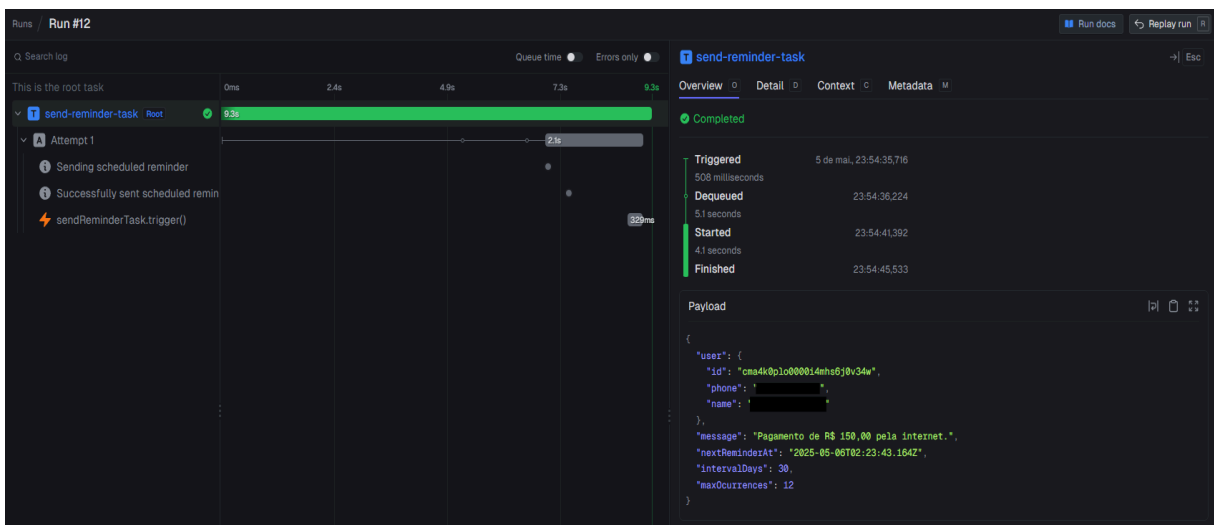 Runs / Run #12
Run docs
Replay run R
Search log
Queue time
Errors only
This is the root task
0ms 2.4s 4.9s 7.3s 9.3s
T send-reminder-task Root
9.3s
A Attempt 1
2.1s
Sending scheduled reminder
Successfully sent scheduled remin
sendReminderTask.trigger()
329ms
T send-reminder-task
Esc
Overview O Detail D Context C Metadata M
Completed
Triggered 5 de mai., 23:54:35,716
508 milliseconds
Dequeued 23:54:36,224
5.1 seconds
Started 23:54:41,392
4.1 seconds
Finished 23:54:45,533
Payload
{
"user": {
"id": "cma4k0plo0000i4mhs6j0v34w",
"phone": " ",
"name": " "
},
"message": "Pagamento de R$ 150,00 pela internet.",
"nextReminderAt": "2025-05-06T02:23:43.164Z",
"intervalDays": 30,
"maxOcurrences": 12
}